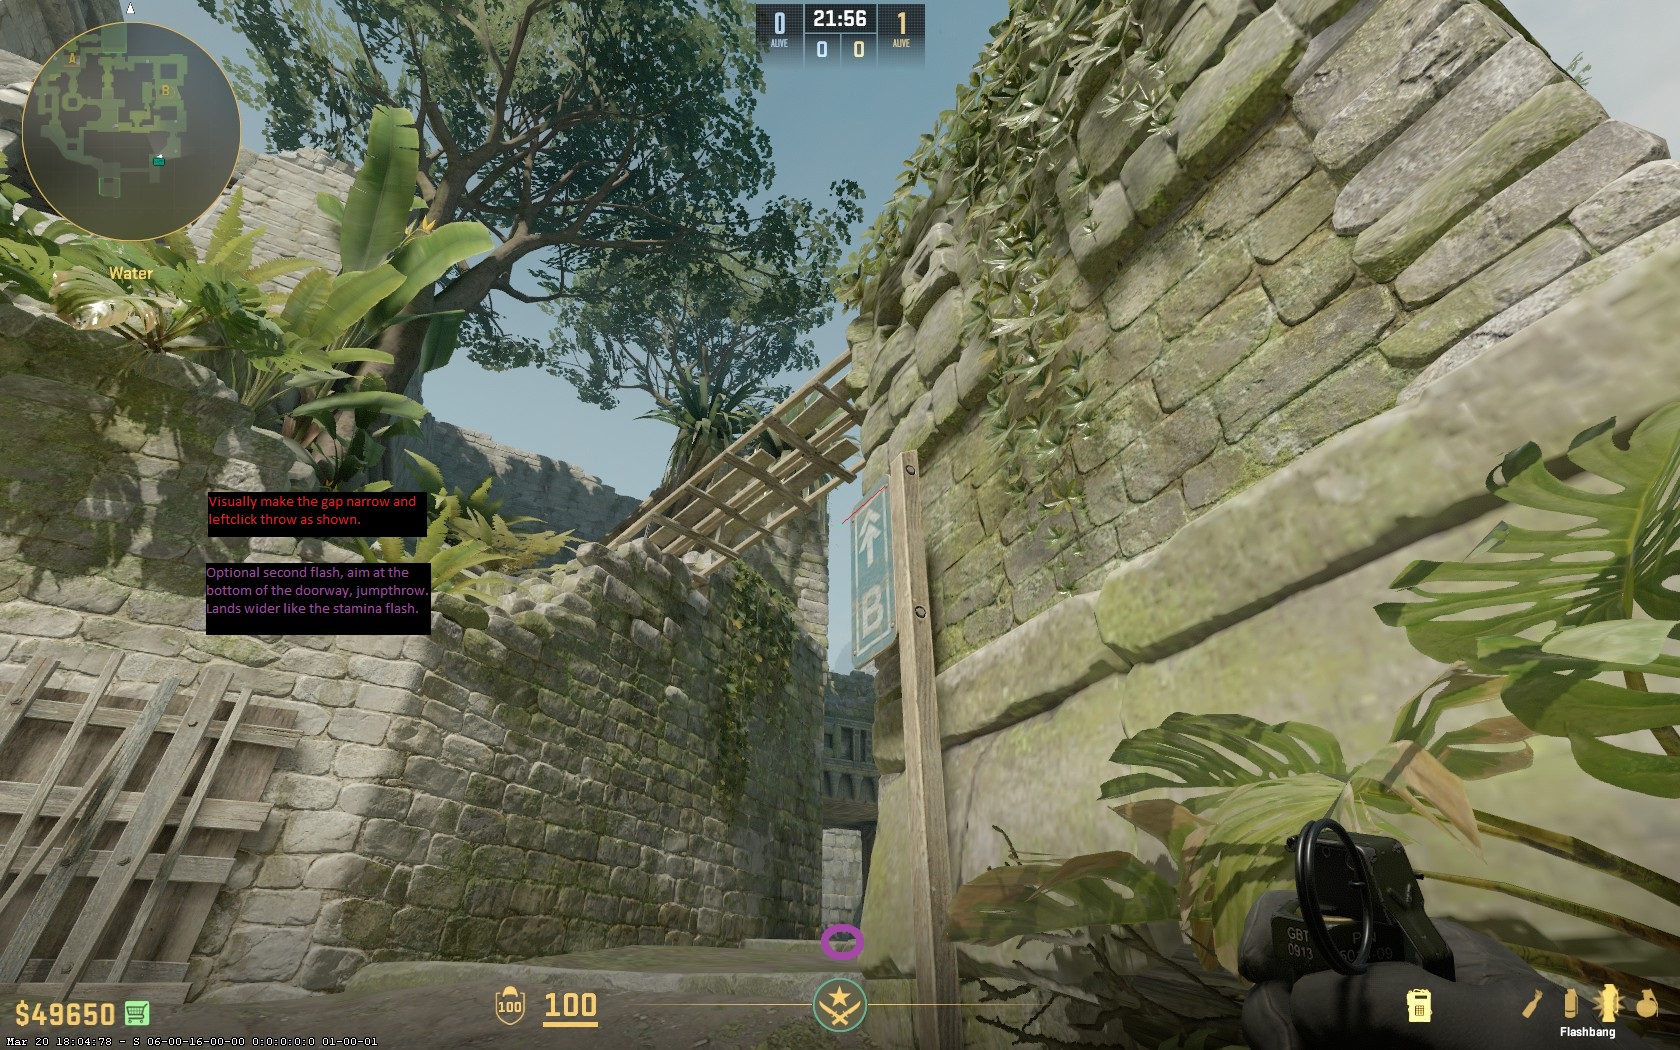 0
ALIVE
21:56
0
0
1
ALIVE
A
B
Water
Visually make the gap narrow and
leftclick throw as shown.
Optional second flash, aim at the
bottom of the doorway, jumpthrow.
Lands wider like the stamina flash.
B
GBT
0913
$49650
100
100
Flashbang
Mar 20 18:04:78 - S 06-00-16-00-00 0:0:0:0:0 01-00-01